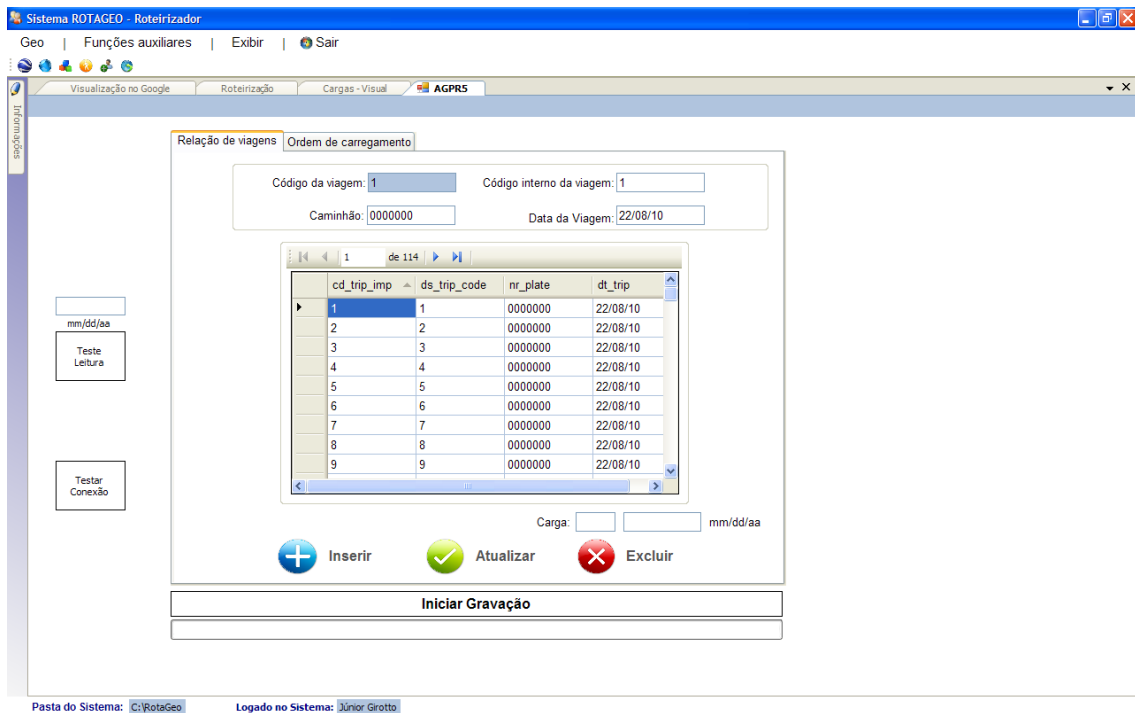 Sistema ROTAGEO - Roteirizador
Geo | Funções auxiliares | Exibir | Sair
Visualização no Google Roteirização Cargas - Visual AGPR5
Informações
Relação de viagens Ordem de carregamento
Código da viagem: 1 Código interno da viagem: 1
Caminhão: 0000000 Data da Viagem: 22/08/10
1 de 114
cd_trip_imp ds_trip_code nr_plate dt_trip
1 1 0000000 22/08/10
2 2 0000000 22/08/10
3 3 0000000 22/08/10
4 4 0000000 22/08/10
5 5 0000000 22/08/10
6 6 0000000 22/08/10
7 7 0000000 22/08/10
8 8 0000000 22/08/10
9 9 0000000 22/08/10
mm/dd/aa
Teste
Leitura
Testar
Conexão
Carga: mm/dd/aa
Inserir Atualizar Excluir
Iniciar Gravação
Pasta do Sistema: C:\RotaGeo Logado no Sistema: Júnior Girotto